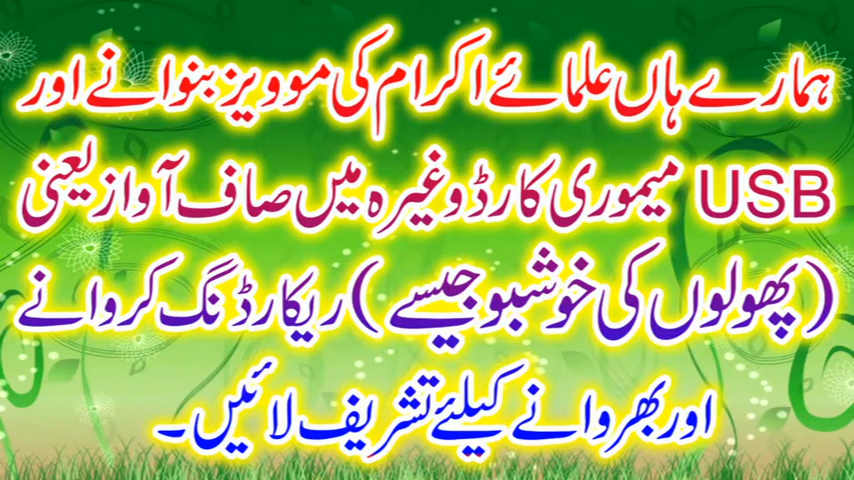 ہمارے ہاں علمائے اکرام کی موویز بنوانے اور
USB میموری کارڈ وغیرہ میں صاف آواز یعنی
(پھولوں کی خوشبو جیسے) ریکارڈنگ کروانے
اور بھروانے کیلئے تشریف لائیں۔